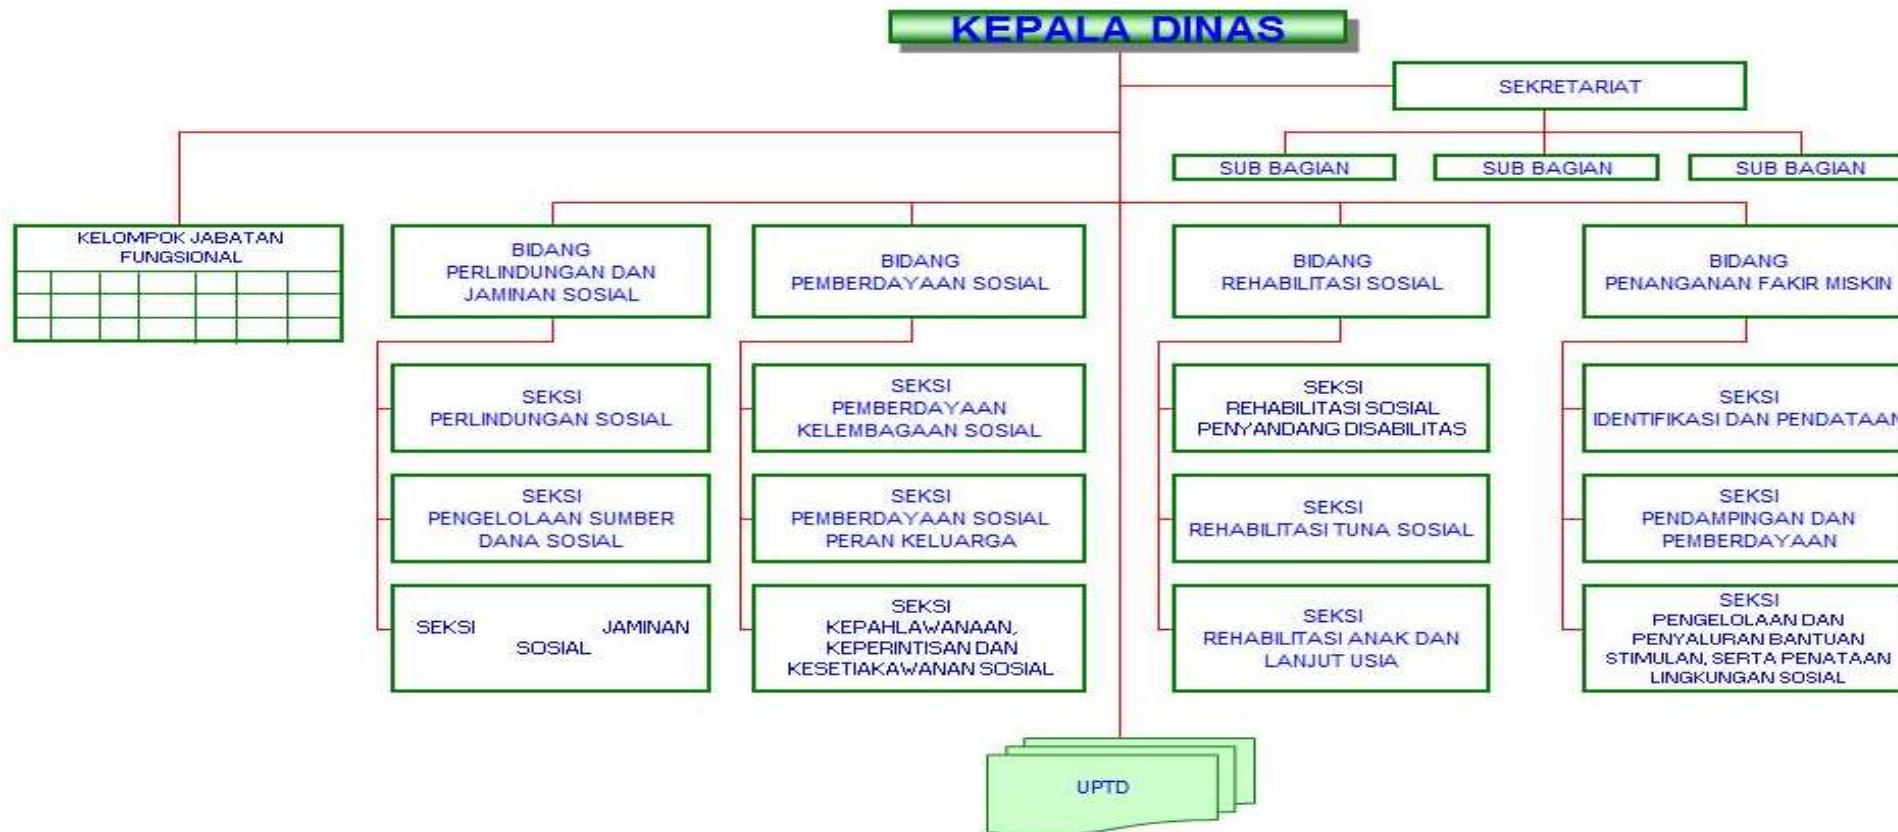 KEPALA DINAS
SEKRETARIAT
SUB BAGIAN
SUB BAGIAN
SUB BAGIAN
KELOMPOK JABATAN
FUNGSIONAL
BIDANG
PERLINDUNGAN DAN
JAMINAN SOSIAL
BIDANG
PEMBERDAYAAN SOSIAL
BIDANG
REHABILITASI SOSIAL
BIDANG
PENANGANAN FAKIR MISKIN
SEKSI
PERLINDUNGAN SOSIAL
SEKSI
PEMBERDAYAAN
KELEMBAGAAN SOSIAL
SEKSI
REHABILITASI SOSIAL
PENYANDANG DISABILITAS
SEKSI
IDENTIFIKASI DAN PENDATAAN
SEKSI
PENGELOLAAN SUMBER
DANA SOSIAL
SEKSI
PEMBERDAYAAN SOSIAL
PERAN KELUARGA
SEKSI
REHABILITASI TUNA SOSIAL
SEKSI
PENDAMPINGAN DAN
PEMBERDAYAAN
SEKSI JAMINAN
SOSIAL
SEKSI
KEPAHLAWANAAN,
KEPERINTISAN DAN
KESETIAKAWANAN SOSIAL
SEKSI
REHABILITASI ANAK DAN
LANJUT USIA
SEKSI
PENGELOLAAN DAN
PENYALURAN BANTUAN
STIMULAN, SERTA PENATAAN
LINGKUNGAN SOSIAL
UPTD